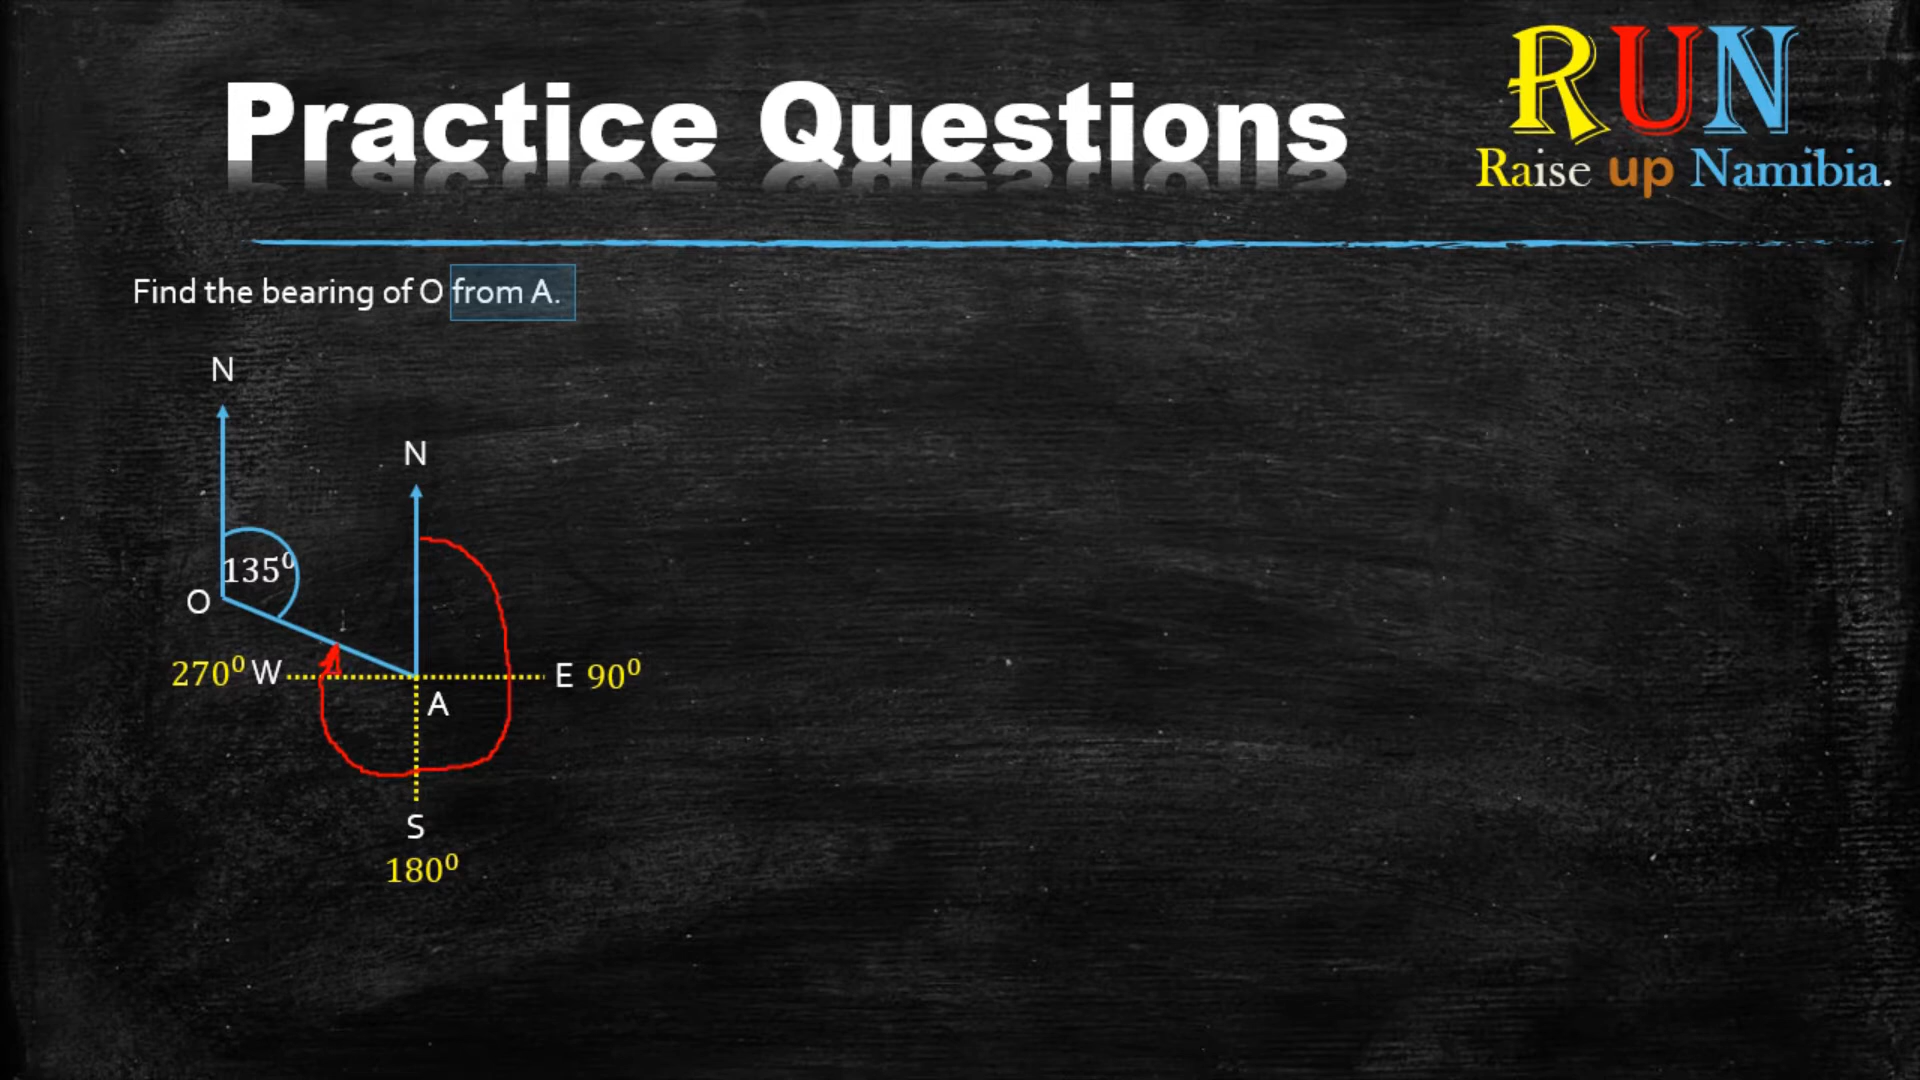 RUN
Raise up Namibia.
Practice Questions
Find the bearing of O from A.
N
N
135⁰
O
270⁰ W
E 90⁰
A
S
180⁰